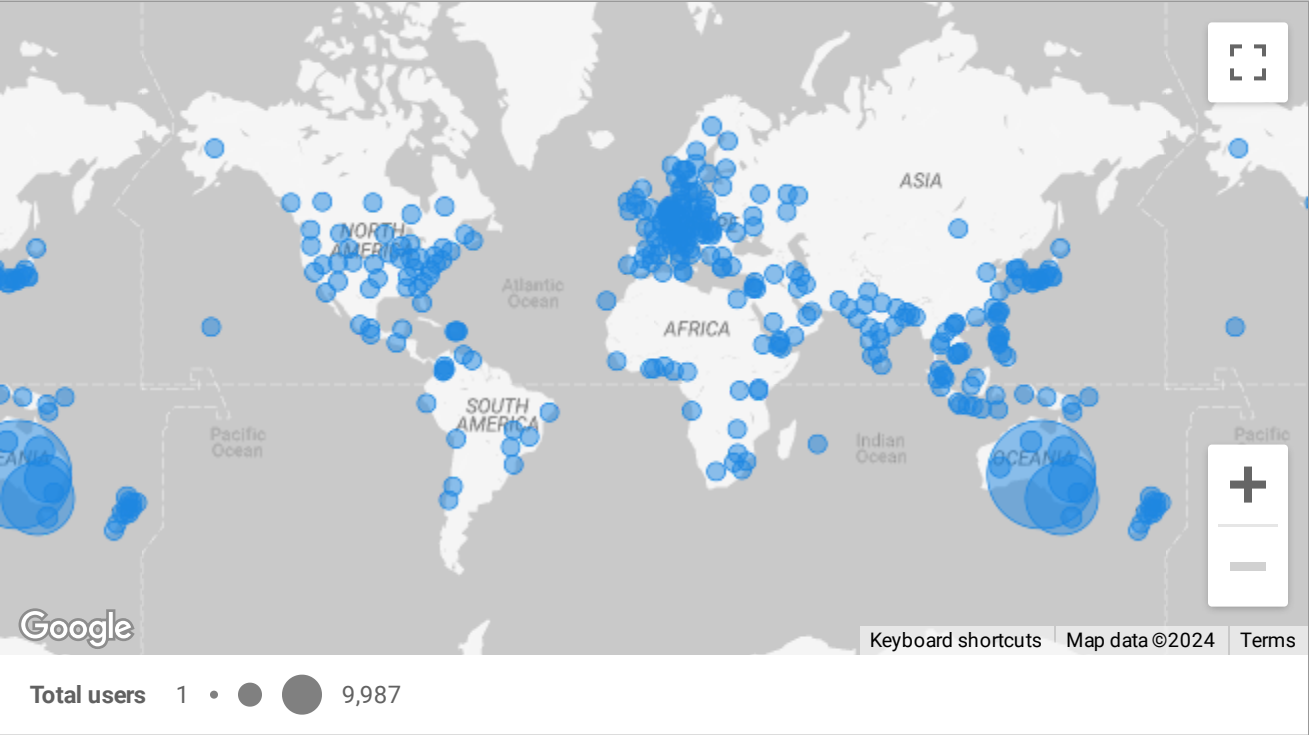 ASIA
NORTH
AMERICA
Atlantic
Ocean
AFRICA
SOUTH
AMERICA
Pacific
Ocean
Indian
Ocean
OCEANIA
Pacific
Google
Keyboard shortcuts
Map data ©2024
Terms
Total users 1 9,987